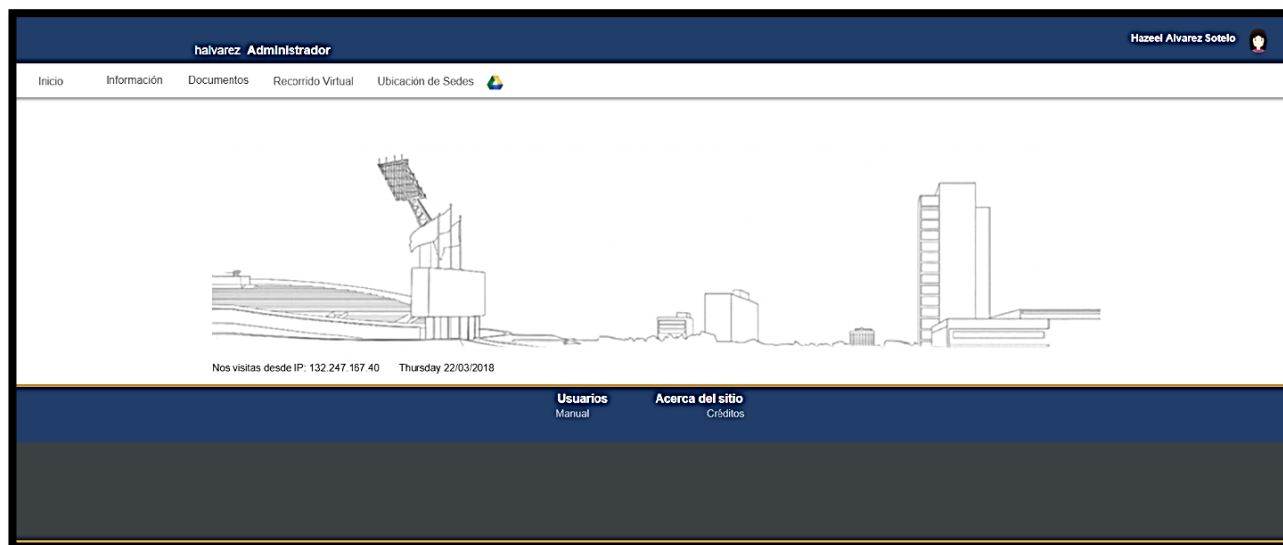 Hazeel Alvarez Sotelo
halvarez Administrador
Inicio Información Documentos Recorrido Virtual Ubicación de Sedes
Nos visitas desde IP: 132.247.167.40 Thursday 22/03/2018
Usuarios Acerca del sitio
Manual Créditos